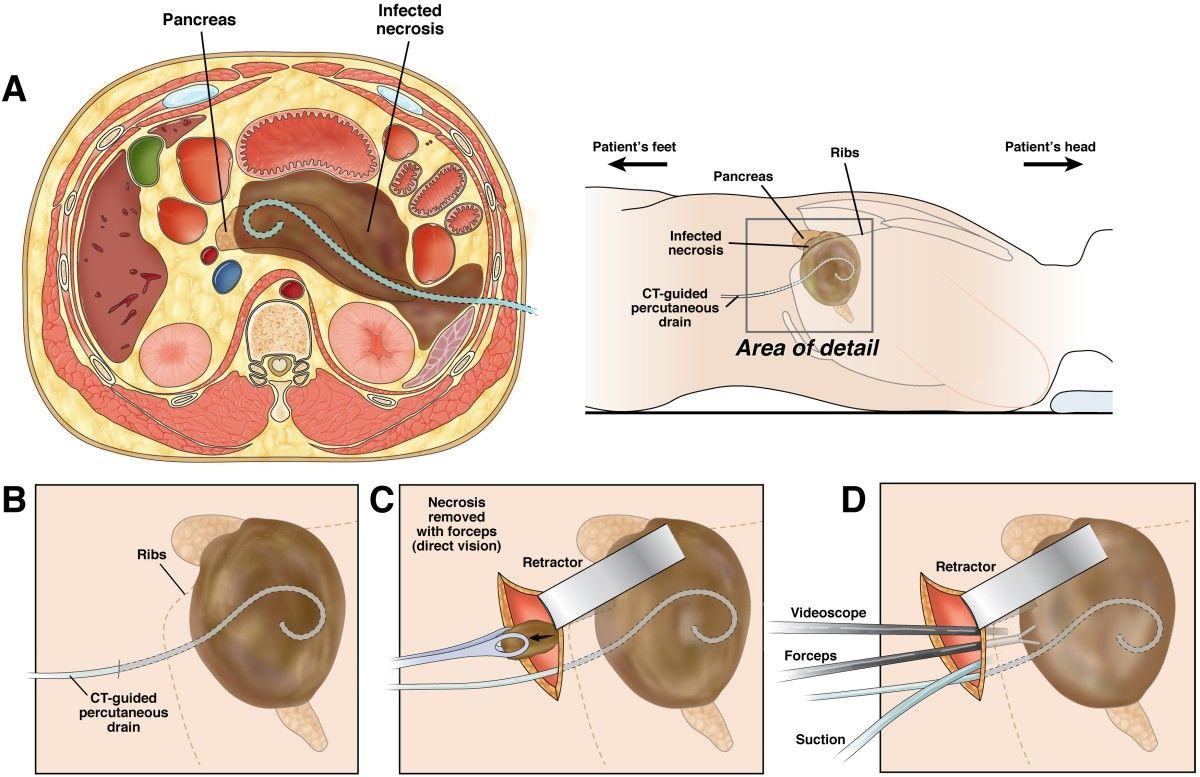 A
Pancreas
Infected
necrosis
Patient's feet
Patient's head
Ribs
Pancreas
Infected
necrosis
CT-guided
percutaneous
drain
Area of detail
B
Ribs
CT-guided
percutaneous
drain
C
Necrosis
removed
with forceps
(direct vision)
Retractor
D
Retractor
Videoscope
Forceps
Suction